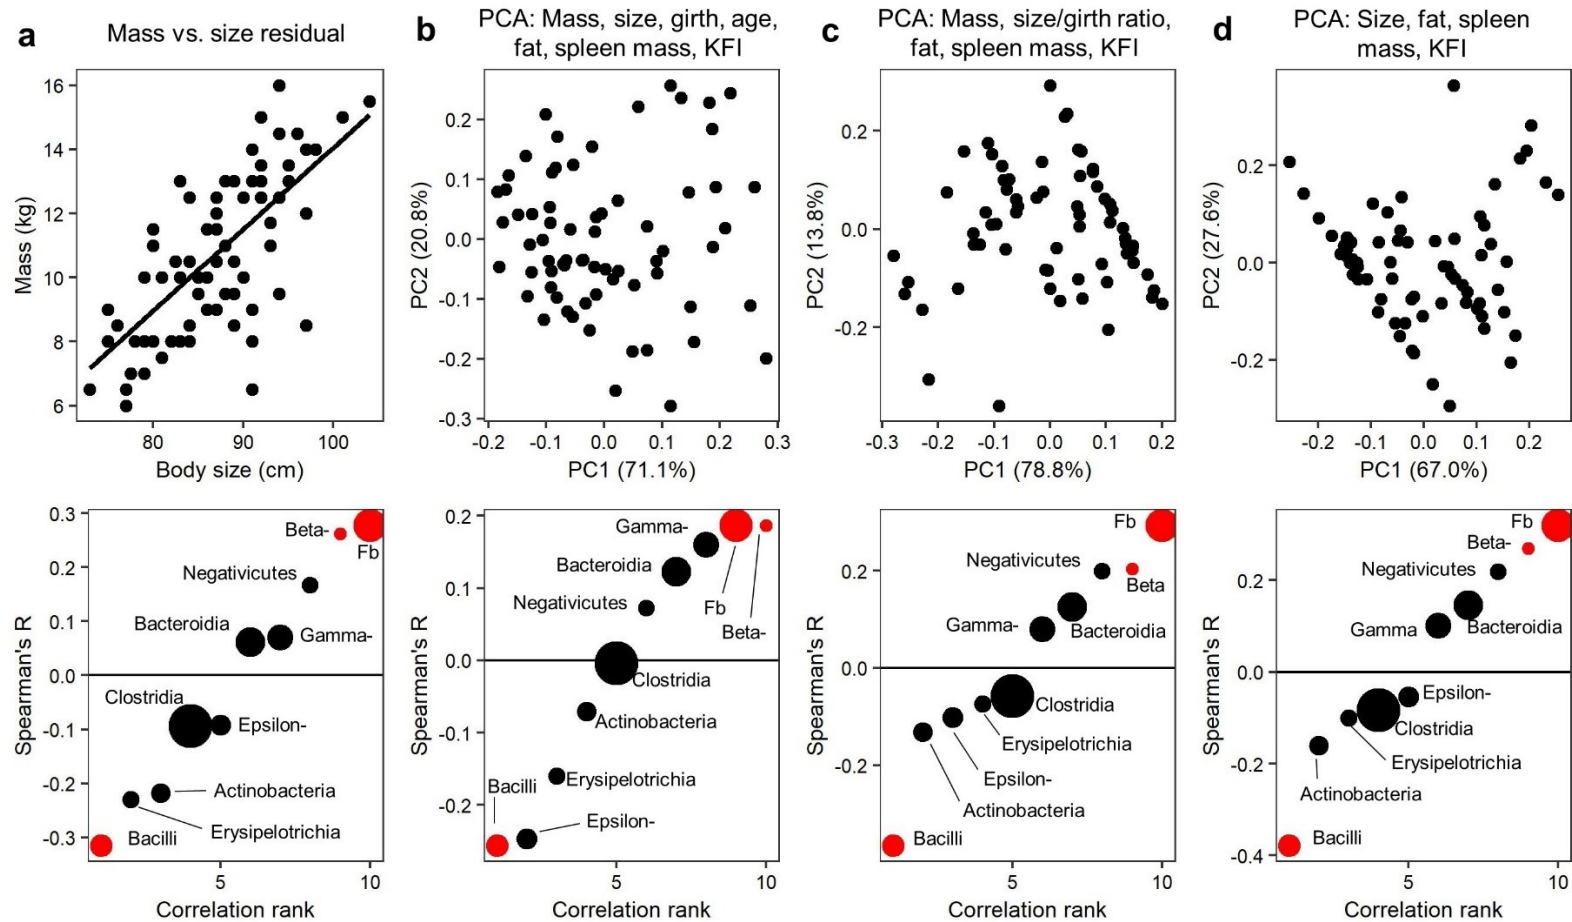 a
Mass vs. size residual
Mass (kg)
16
14
12
10
8
6
80
90
100
Body size (cm)
b
PCA: Mass, size, girth, age,
fat, spleen mass, KFI
PC2 (20.8%)
0.2
0.1
0.0
-0.1
-0.2
-0.3
-0.2
-0.1
0.0
0.1
0.2
0.3
PC1 (71.1%)
c
PCA: Mass, size/girth ratio,
fat, spleen mass, KFI
PC2 (13.8%)
0.2
0.0
-0.2
-0.3
-0.2
-0.1
0.0
0.1
0.2
PC1 (78.8%)
d
PCA: Size, fat, spleen
mass, KFI
PC2 (27.6%)
0.2
0.0
-0.2
-0.2
-0.1
0.0
0.1
0.2
PC1 (67.0%)
Spearman's R
0.3
0.2
0.1
0.0
-0.1
-0.2
-0.3
Beta-
Fb
Negativicutes
Bacteroidia
Gamma-
Clostridia
Epsilon-
Actinobacteria
Erysipelotrichia
Bacilli
5
10
Correlation rank
Spearman's R
0.2
0.1
0.0
-0.1
-0.2
Gamma-
Bacteroidia
Negativicutes
Fb
Beta-
Clostridia
Actinobacteria
Erysipelotrichia
Bacilli
Epsilon-
5
10
Correlation rank
Spearman's R
0.2
0.0
-0.2
Fb
Negativicutes
Beta
Gamma-
Bacteroidia
Clostridia
Erysipelotrichia
Epsilon-
Actinobacteria
Bacilli
5
10
Correlation rank
Spearman's R
0.2
0.0
-0.2
-0.4
Fb
Beta-
Negativicutes
Gamma
Bacteroidia
Epsilon-
Clostridia
Erysipelotrichia
Actinobacteria
Bacilli
5
10
Correlation rank